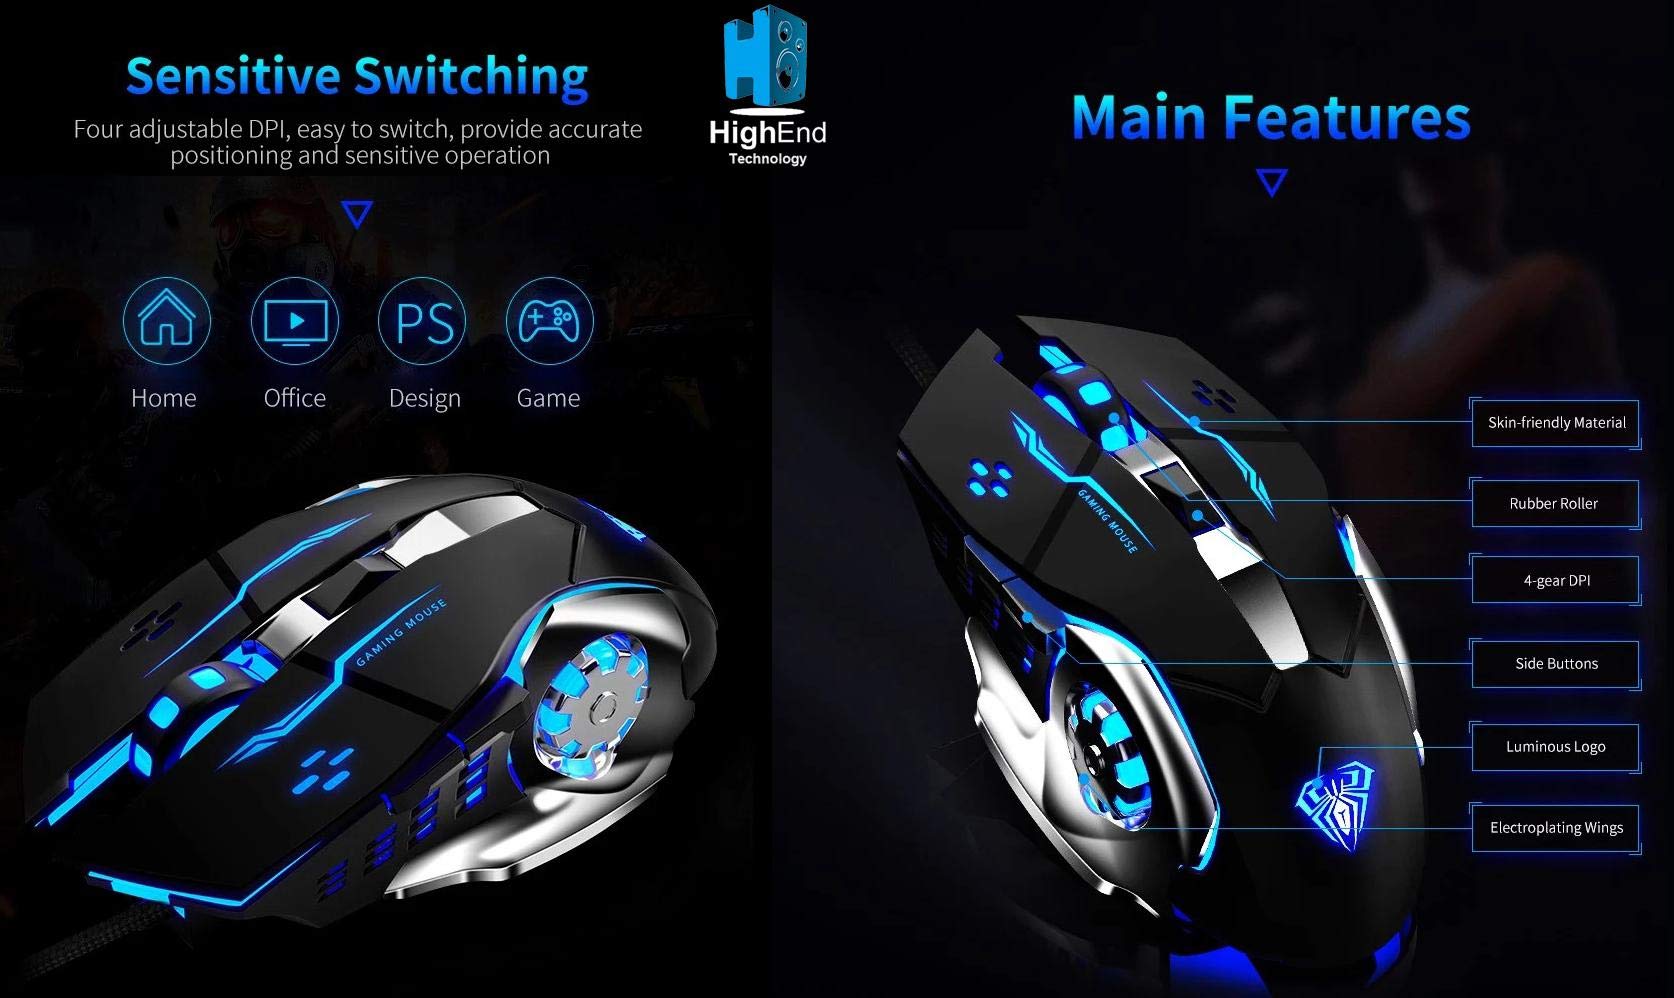 Sensitive Switching
Four adjustable DPI, easy to switch, provide accurate
positioning and sensitive operation
PS
Home
Office
Design
Game
GAMING MOUSE
HighEnd
Technology
Main Features
GAMING MOUSE
Skin-friendly Material
Rubber Roller
4-gear DPI
Side Buttons
Luminous Logo
Electroplating Wings